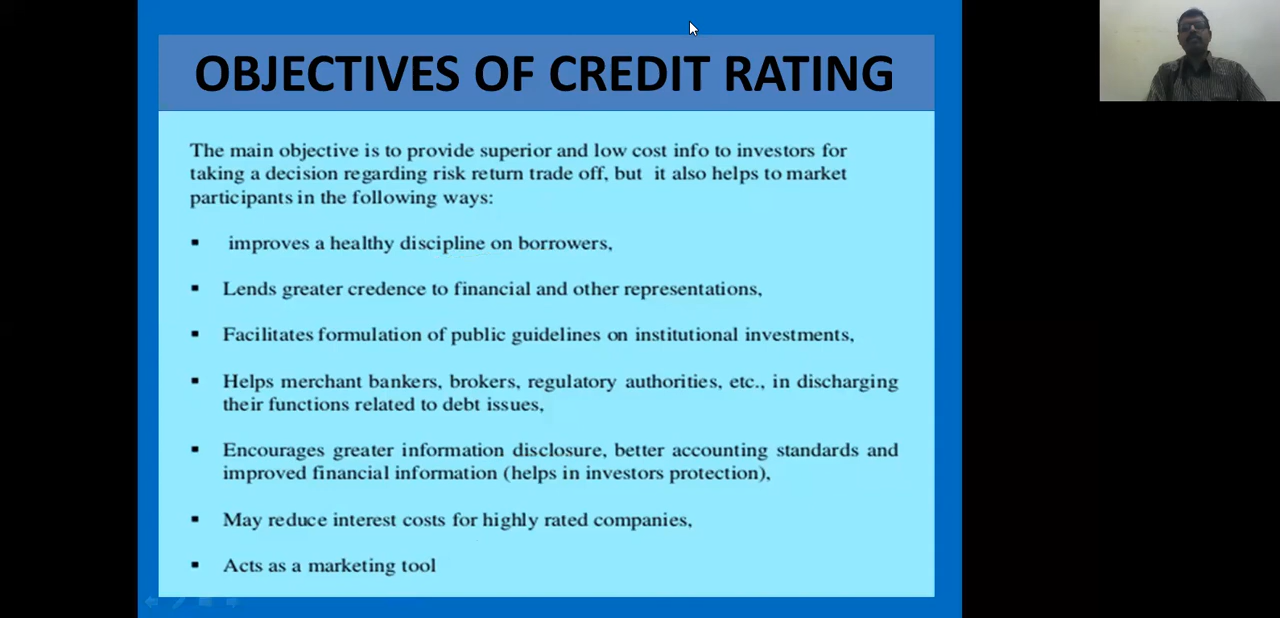 OBJECTIVES OF CREDIT RATING
The main objective is to provide superior and low cost info to investors for
taking a decision regarding risk return trade off, but it also helps to market
participants in the following ways:
▪ improves a healthy discipline on borrowers,
▪ Lends greater credence to financial and other representations,
▪ Facilitates formulation of public guidelines on institutional investments,
▪ Helps merchant bankers, brokers, regulatory authorities, etc., in discharging
their functions related to debt issues,
▪ Encourages greater information disclosure, better accounting standards and
improved financial information (helps in investors protection),
▪ May reduce interest costs for highly rated companies,
▪ Acts as a marketing tool